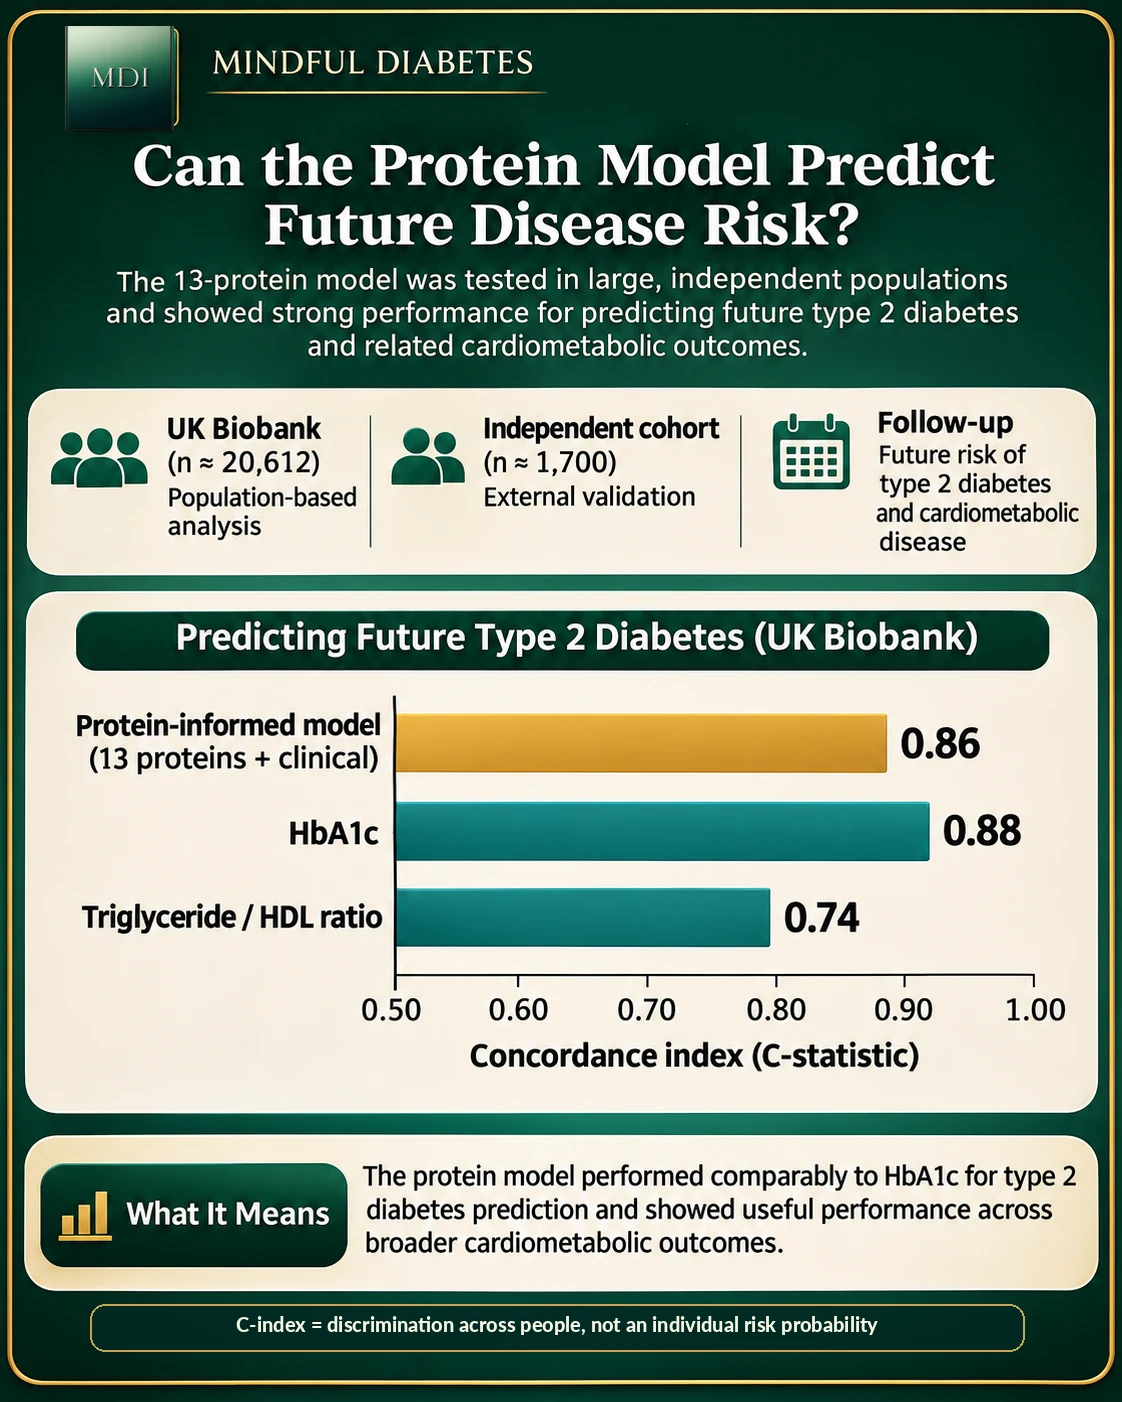 MDI
MINDFUL DIABETES
Can the Protein Model Predict
Future Disease Risk?
The 13-protein model was tested in large, independent populations
and showed strong performance for predicting future type 2 diabetes
and related cardiometabolic outcomes.
UK Biobank
(n ≈ 20,612)
Population-based
analysis
Independent cohort
(n ≈ 1,700)
External validation
Follow-up
Future risk of
type 2 diabetes
and cardiometabolic
disease
Predicting Future Type 2 Diabetes (UK Biobank)
Protein-informed model
(13 proteins + clinical)
0.86
HbA1c
0.88
Triglyceride / HDL ratio
0.74
0.50 0.60 0.70 0.80 0.90 1.00
Concordance index (C-statistic)
What It Means
The protein model performed comparably to HbA1c for type 2
diabetes prediction and showed useful performance across
broader cardiometabolic outcomes.
C-index = discrimination across people, not an individual risk probability